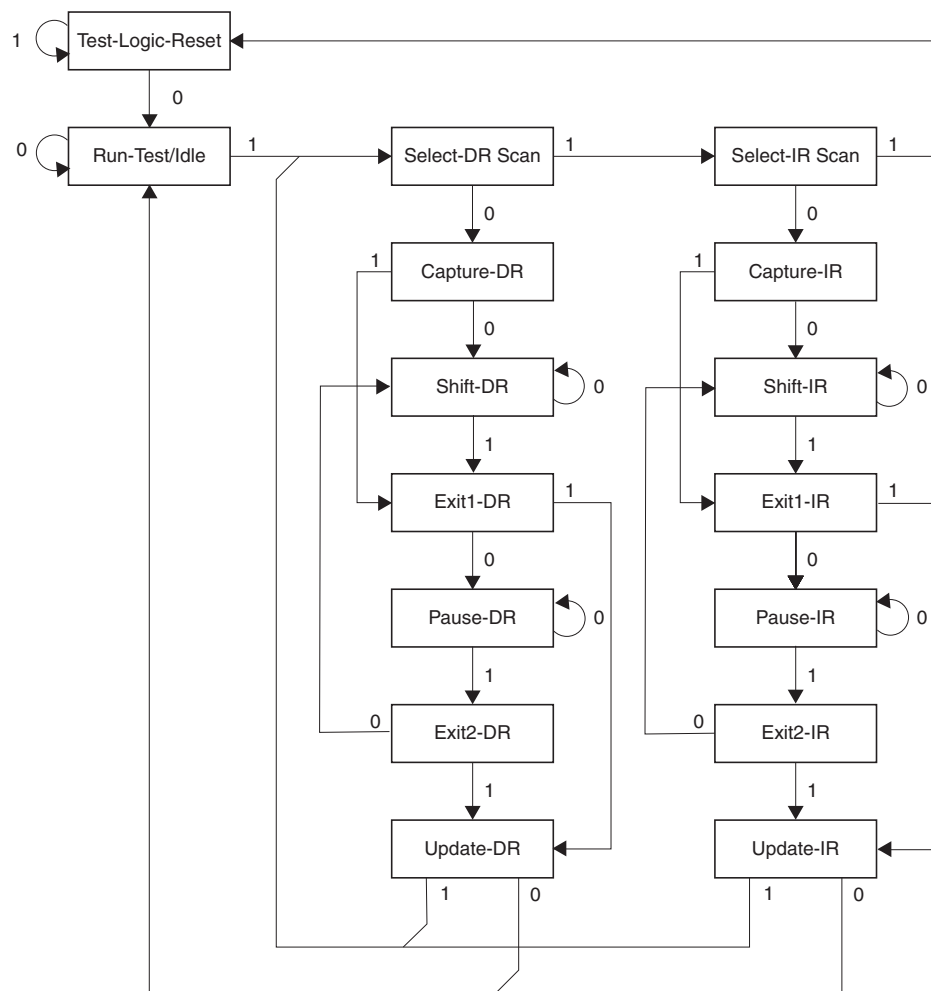 Test-Logic-Reset
1
0
Run-Test/Idle
0
1
Select-DR Scan
1
Select-IR Scan
1
0
0
1
Capture-DR
1
Capture-IR
0
0
Shift-DR
0
Shift-IR
0
1
1
Exit1-DR
1
Exit1-IR
1
0
0
Pause-DR
0
Pause-IR
0
1
1
0
Exit2-DR
0
Exit2-IR
1
1
Update-DR
Update-IR
1
0
1
0